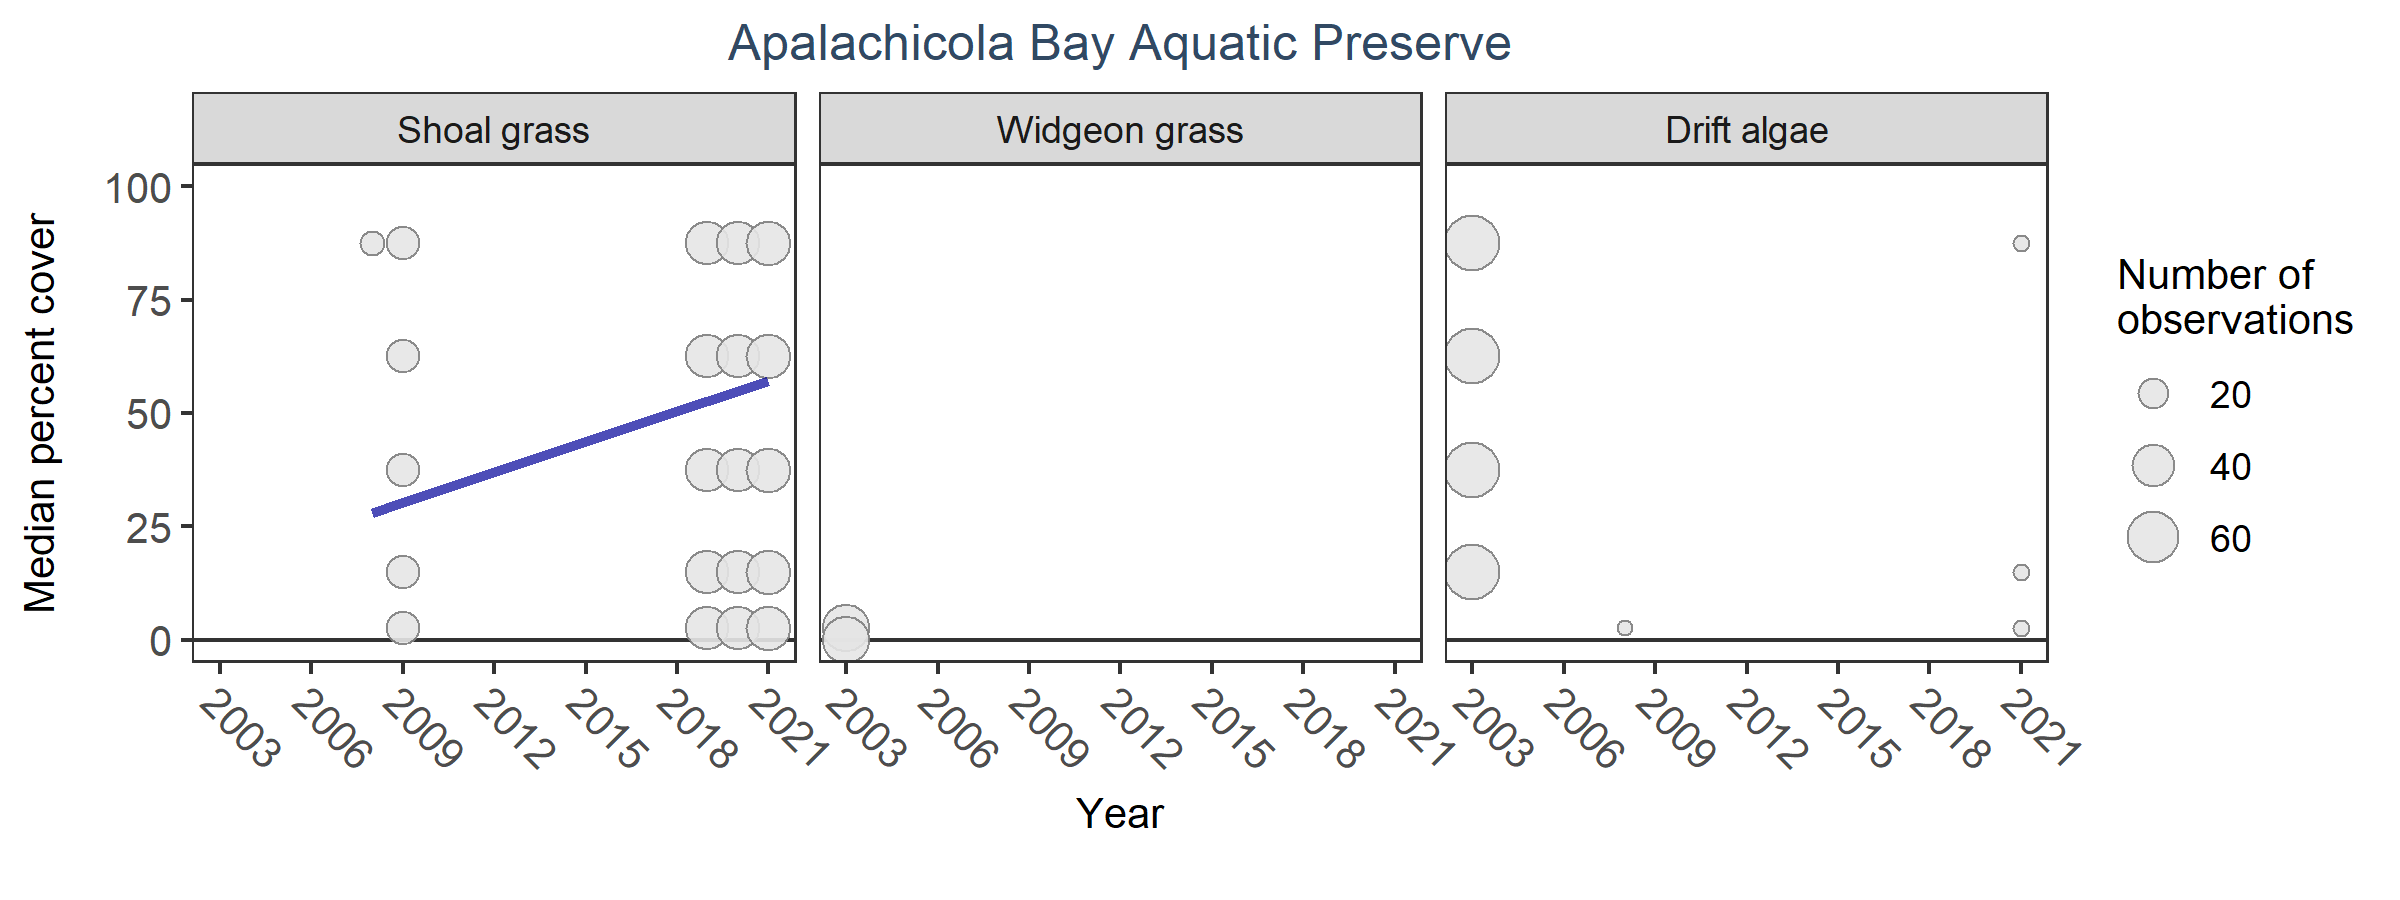 Apalachicola Bay Aquatic Preserve
Shoal grass
Widgeon grass
Drift algae
Median percent cover
100
75
50
25
0
2003 2006 2009 2012 2015 2018 2021
2003 2006 2009 2012 2015 2018 2021
2003 2006 2009 2012 2015 2018 2021
Year
Number of
observations
20
40
60